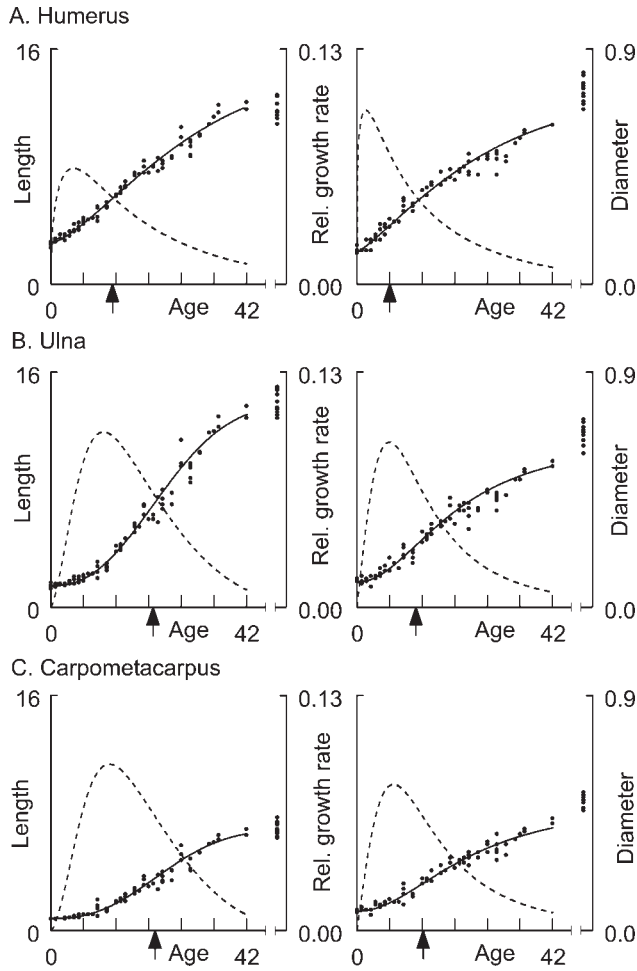 A. Humerus
16 0.13 0.9
Length Rel. growth rate Diameter
0 0.00 0.0
0 Age 42 0 Age 42
B. Ulna
16 0.13 0.9
Length Rel. growth rate Diameter
0 0.00 0.0
0 Age 42 0 Age 42
C. Carpometacarpus
16 0.13 0.9
Length Rel. growth rate Diameter
0 0.00 0.0
0 Age 42 0 Age 42